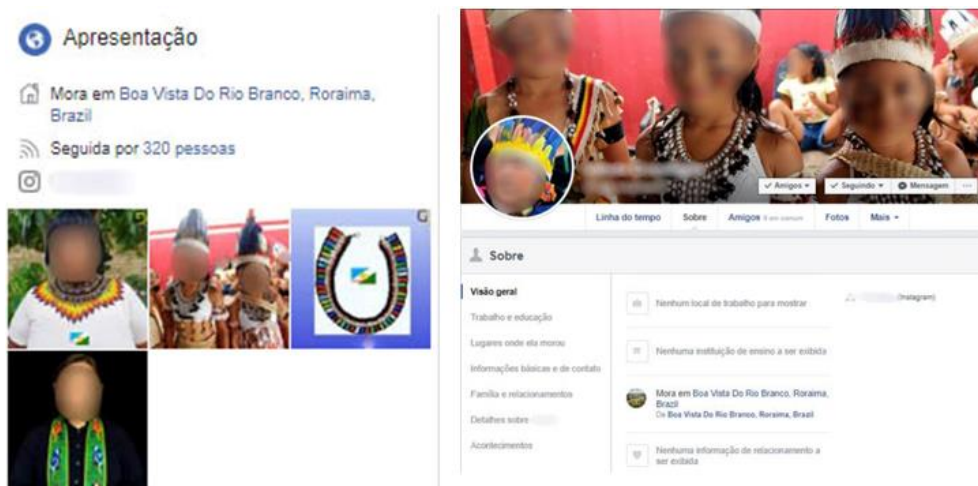 Apresentação
Mora em Boa Vista Do Rio Branco, Roraima,
Brazil
Seguida por 320 pessoas
Amigos
Seguindo
Mensagem
Linha do tempo
Sobre
Amigos 9 em comum
Fotos
Mais
Sobre
Visão geral
Trabalho e educação
Lugares onde ela morou
Informações básicas e de contato
Família e relacionamentos
Detalhes sobre
Acontecimentos
Nenhum local de trabalho para mostrar
Nenhuma instituição de ensino a ser exibida
Mora em Boa Vista Do Rio Branco, Roraima,
Brazil
De Boa Vista Do Rio Branco, Roraima, Brazil
Nenhuma informação de relacionamento a
ser exibida
(Instagram)